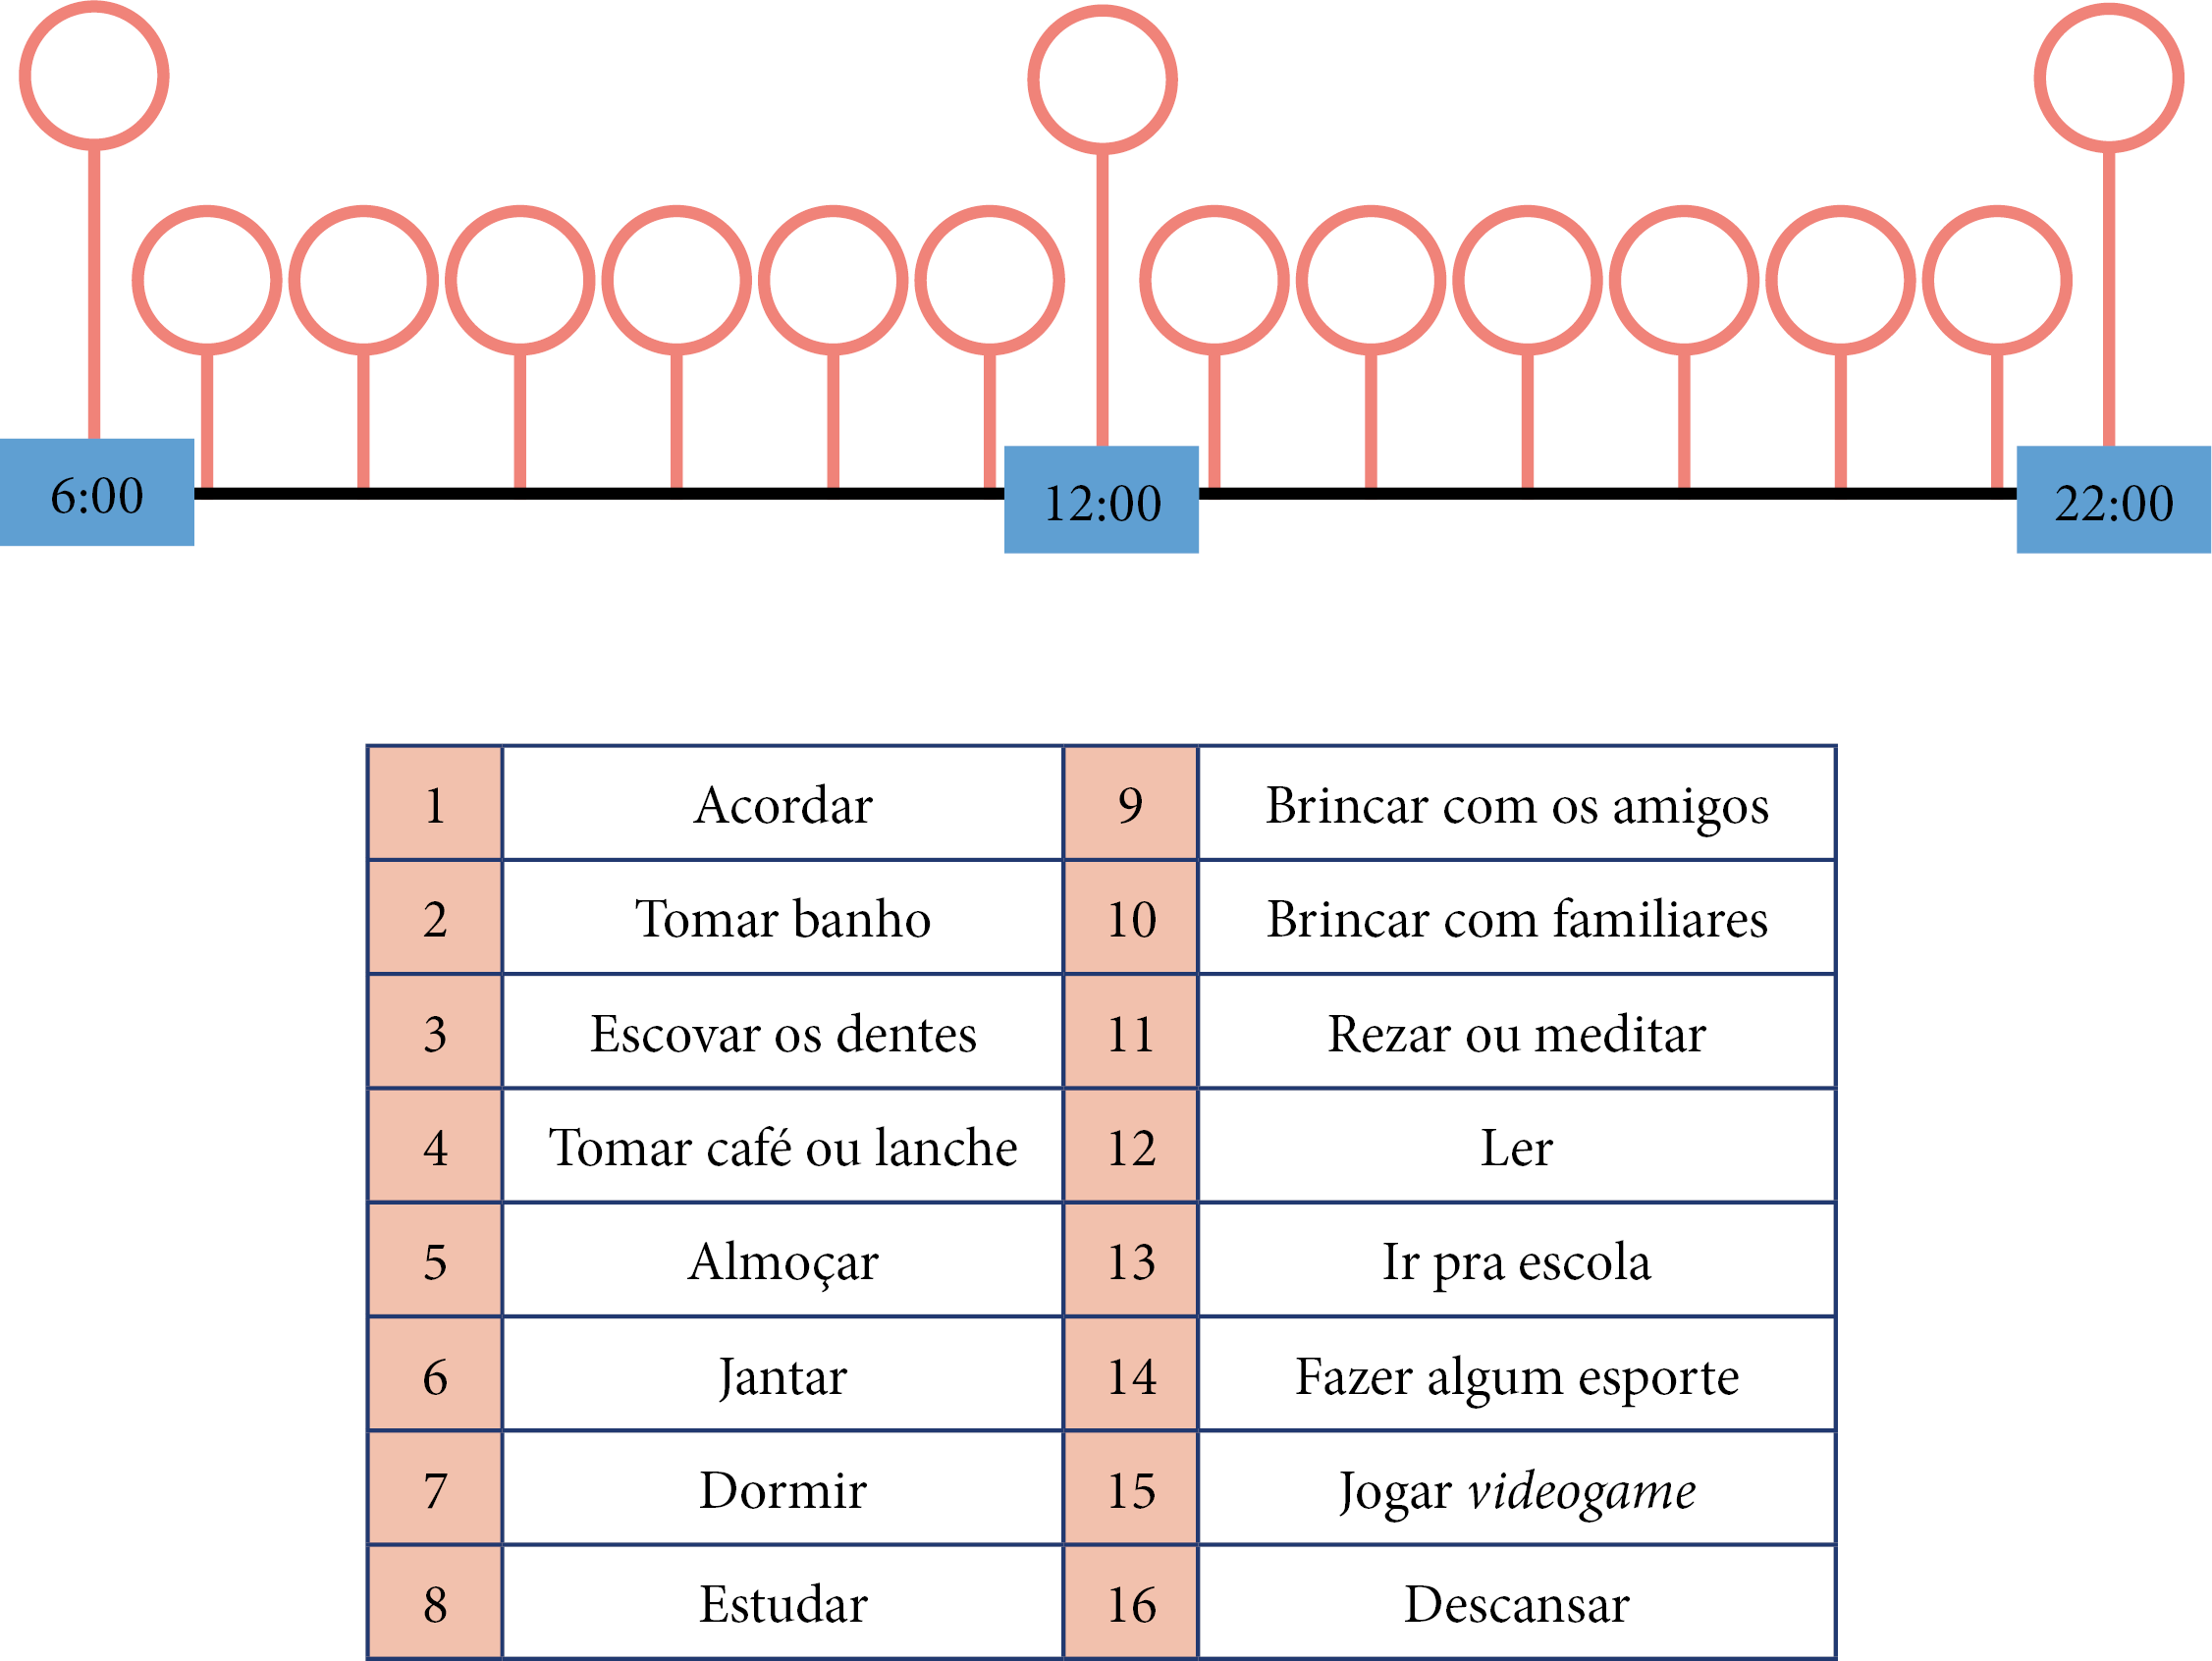 6:00
12:00
22:00
1 Acordar 9 Brincar com os amigos
2 Tomar banho 10 Brincar com familiares
3 Escovar os dentes 11 Rezar ou meditar
4 Tomar café ou lanche 12 Ler
5 Almoçar 13 Ir pra escola
6 Jantar 14 Fazer algum esporte
7 Dormir 15 Jogar videogame
8 Estudar 16 Descansar